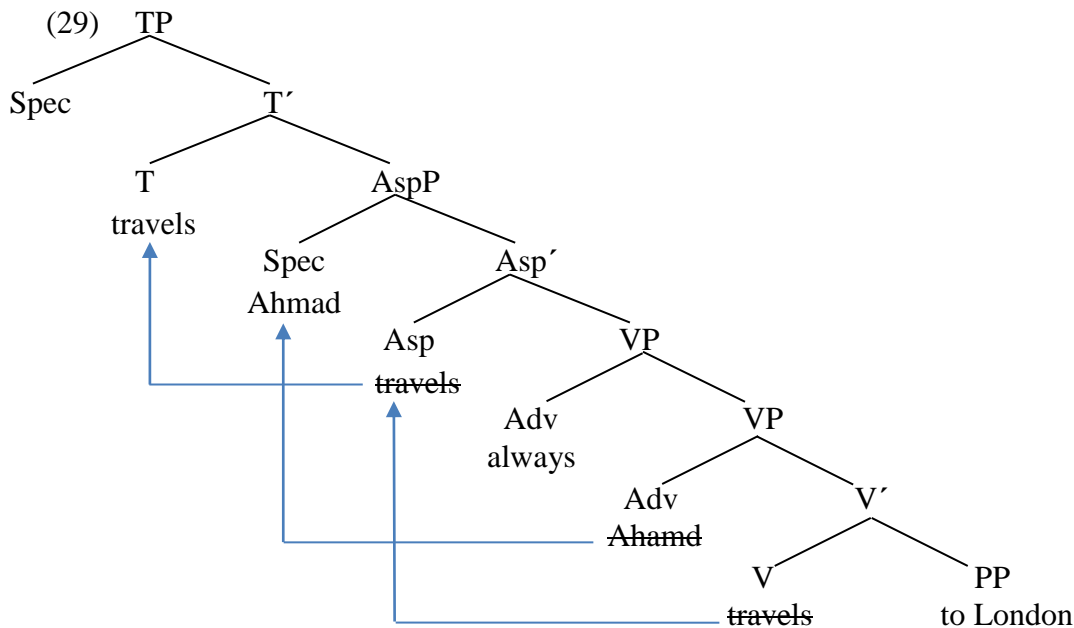 (29) TP
Spec T´
T AspP
travels
Spec Asp´
Ahmad
Asp VP
travels
Adv VP
always
Adv V´
Ahamd
V PP
travels to London